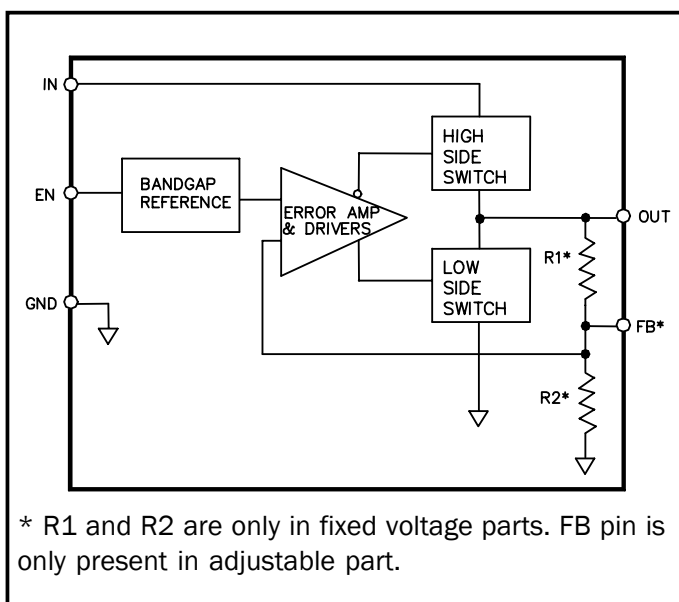 IN
HIGH
SIDE
SWITCH
EN
BANDGAP
REFERENCE
ERROR AMP
& DRIVERS
OUT
LOW
SIDE
SWITCH
R1*
GND
FB*
R2*
* R1 and R2 are only in fixed voltage parts. FB pin is
only present in adjustable part.